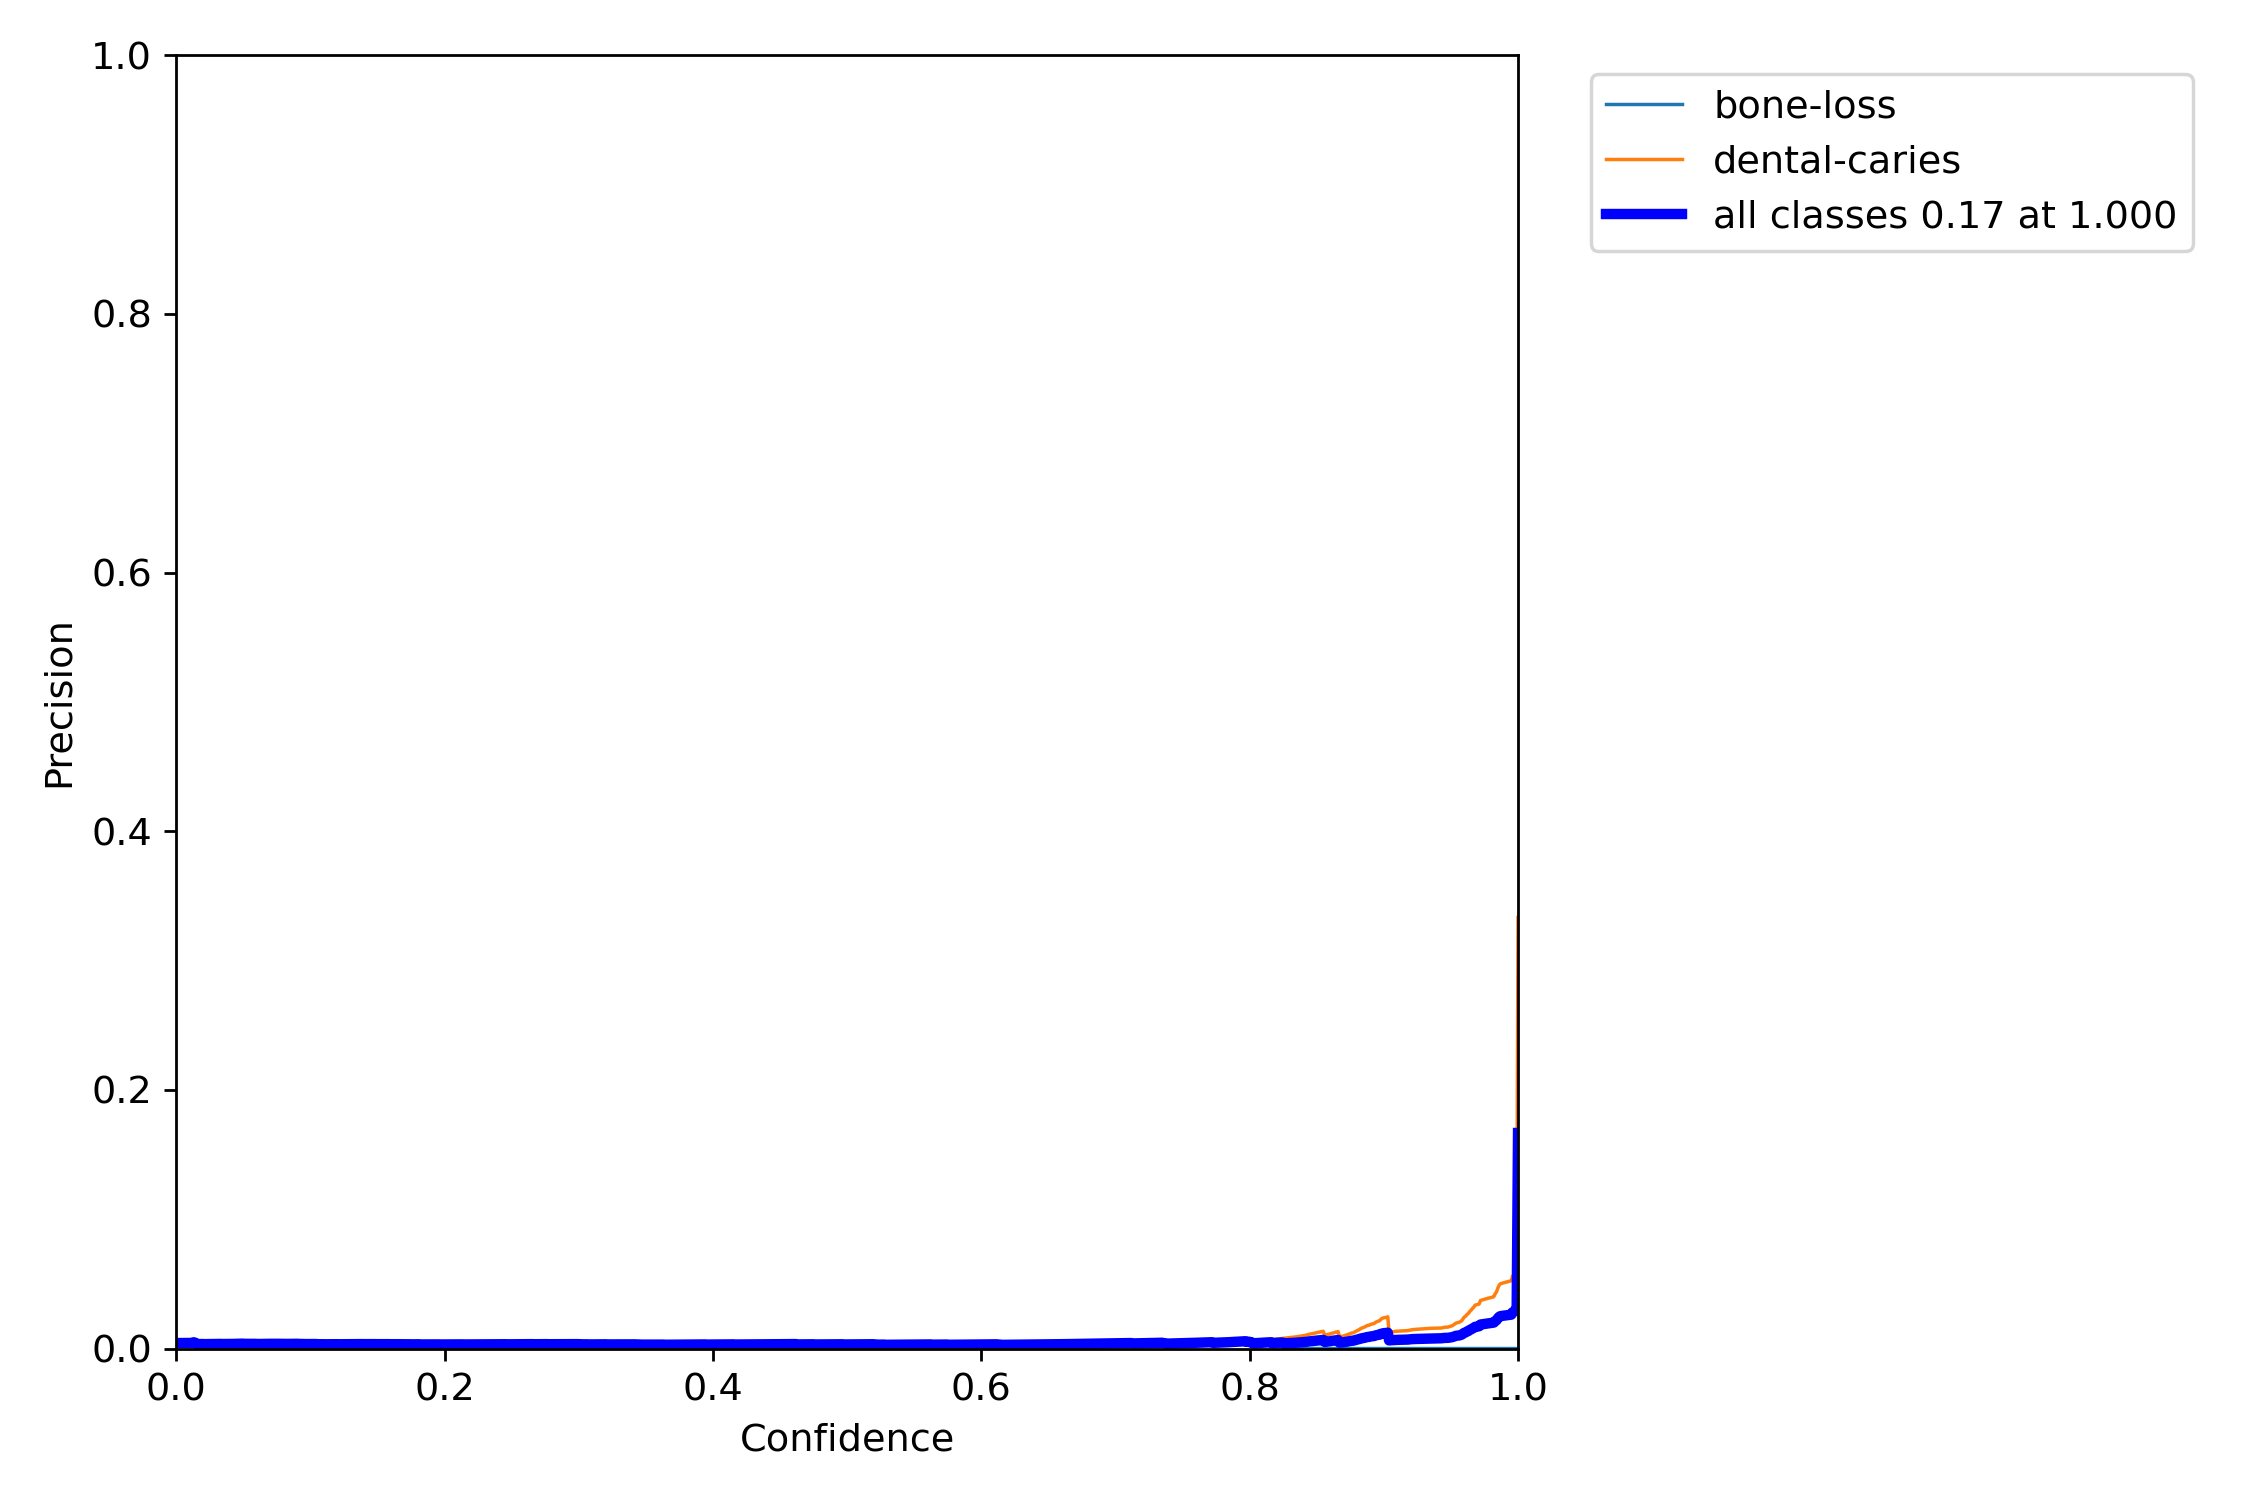 1.0
0.8
0.6
0.4
0.2
0.0
Precision
0.0 0.2 0.4 0.6 0.8 1.0
Confidence
bone-loss
dental-caries
all classes 0.17 at 1.000